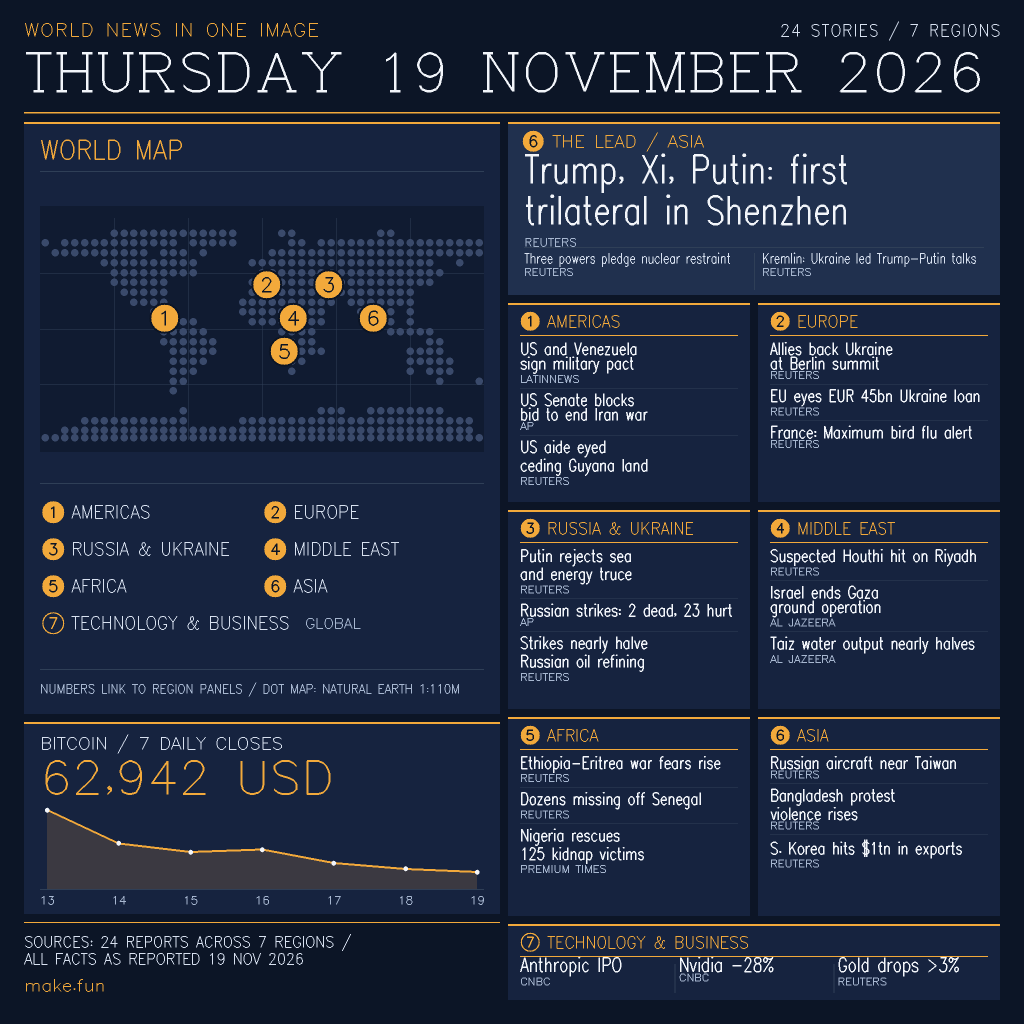 WORLD NEWS IN ONE IMAGE
24 STORIES / 7 REGIONS
THURSDAY 19 NOVEMBER 2026
WORLD MAP
1
2
3
4
5
6
1 AMERICAS
2 EUROPE
3 RUSSIA & UKRAINE
4 MIDDLE EAST
5 AFRICA
6 ASIA
7 TECHNOLOGY & BUSINESS GLOBAL
NUMBERS LINK TO REGION PANELS / DOT MAP: NATURAL EARTH 1:110M
BITCOIN / 7 DAILY CLOSES
62,942 USD
13 14 15 16 17 18 19
SOURCES: 24 REPORTS ACROSS 7 REGIONS /
ALL FACTS AS REPORTED 19 NOV 2026
make.fun
6 THE LEAD / ASIA
Trump, Xi, Putin: first
trilateral in Shenzhen
REUTERS
Three powers pledge nuclear restraint
REUTERS
Kremlin: Ukraine led Trump-Putin talks
REUTERS
1 AMERICAS
US and Venezuela
sign military pact
LATINNEWS
US Senate blocks
bid to end Iran war
AP
US aide eyed
ceding Guyana land
REUTERS
2 EUROPE
Allies back Ukraine
at Berlin summit
REUTERS
EU eyes EUR 45bn Ukraine loan
REUTERS
France: Maximum bird flu alert
REUTERS
3 RUSSIA & UKRAINE
Putin rejects sea
and energy truce
REUTERS
Russian strikes: 2 dead, 23 hurt
AP
Strikes nearly halve
Russian oil refining
REUTERS
4 MIDDLE EAST
Suspected Houthi hit on Riyadh
REUTERS
Israel ends Gaza
ground operation
AL JAZEERA
Taiz water output nearly halves
AL JAZEERA
5 AFRICA
Ethiopia-Eritrea war fears rise
REUTERS
Dozens missing off Senegal
REUTERS
Nigeria rescues
125 kidnap victims
PREMIUM TIMES
6 ASIA
Russian aircraft near Taiwan
REUTERS
Bangladesh protest
violence rises
REUTERS
S. Korea hits $1tn in exports
REUTERS
7 TECHNOLOGY & BUSINESS
Anthropic IPO
CNBC
Nvidia -28%
CNBC
Gold drops >3%
REUTERS